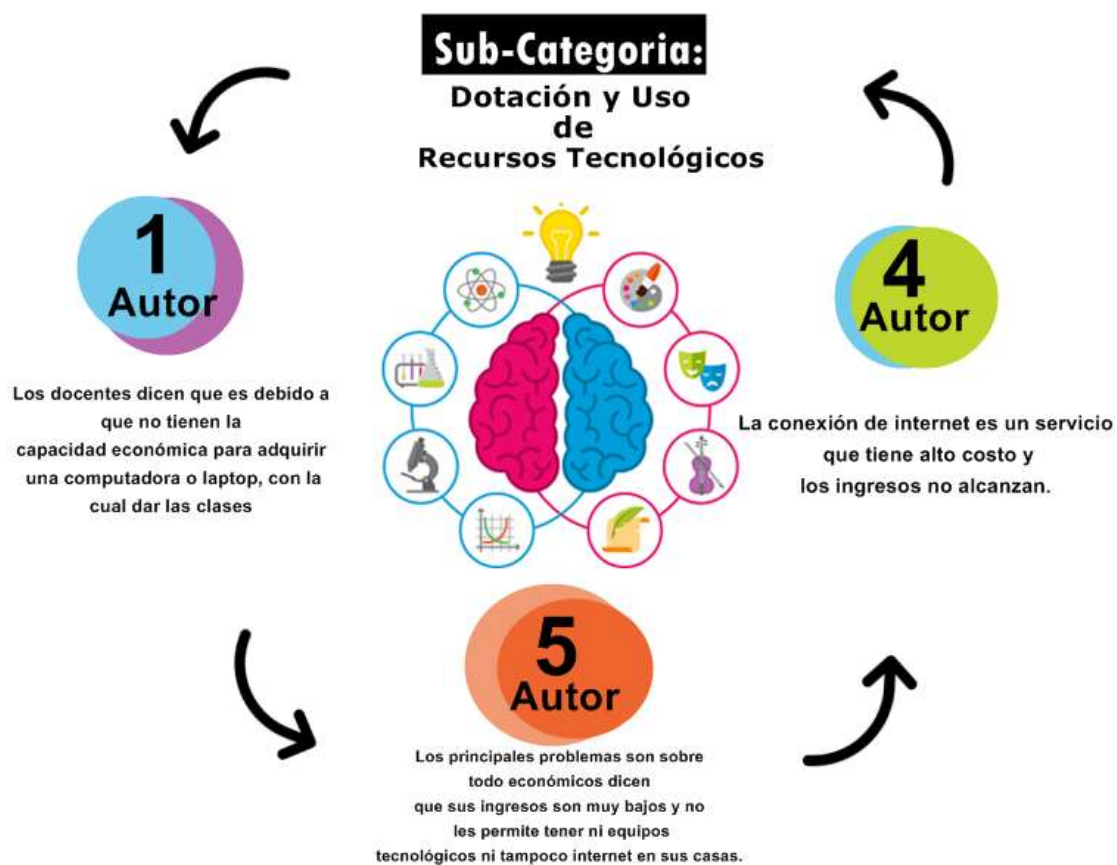 Sub-Categoria:
Dotación y Uso
de
Recursos Tecnológicos
1
Autor
Los docentes dicen que es debido a
que no tienen la
capacidad económica para adquirir
una computadora o laptop, con la
cual dar las clases
4
Autor
La conexión de internet es un servicio
que tiene alto costo y
los ingresos no alcanzan.
5
Autor
Los principales problemas son sobre
todo económicos dicen
que sus ingresos son muy bajos y no
les permite tener ni equipos
tecnológicos ni tampoco internet en sus casas.